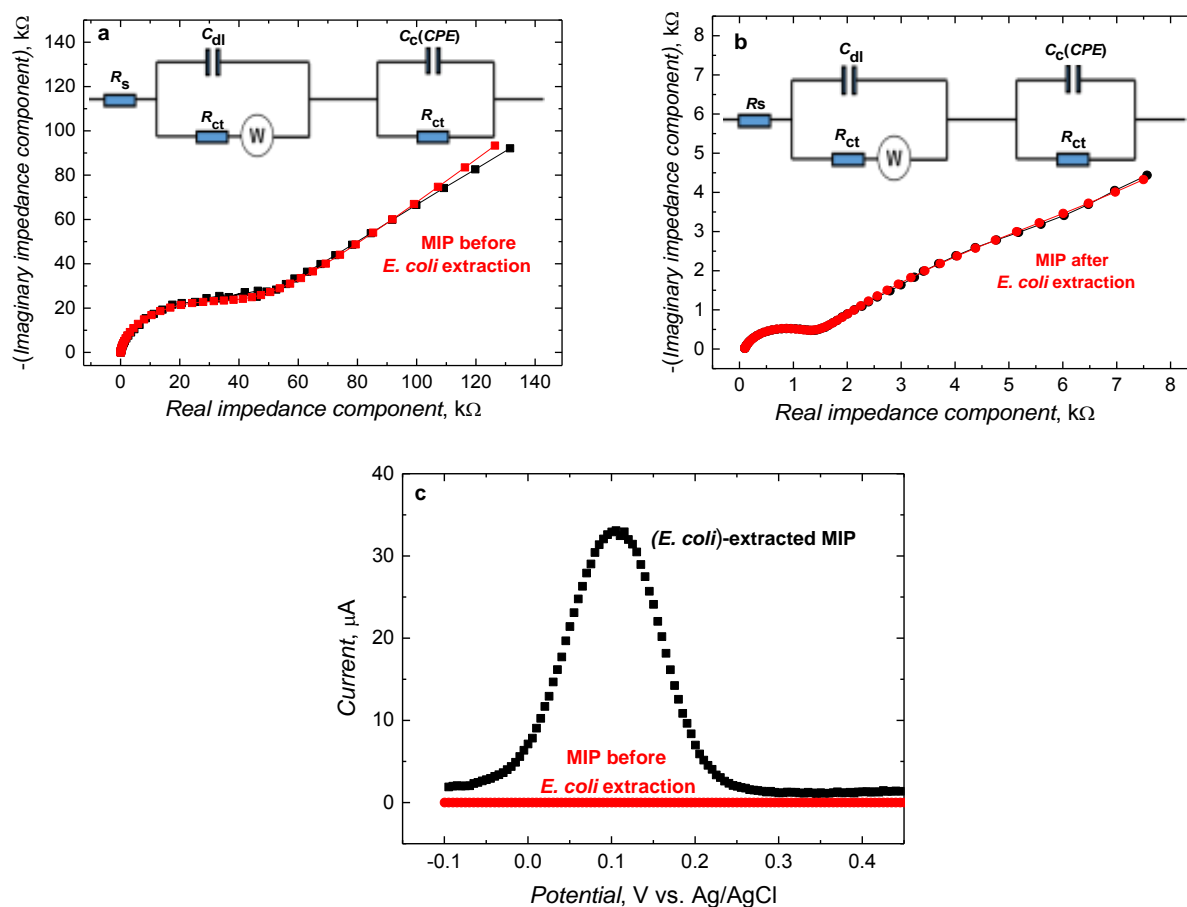 a
-(Imaginary impedance component), kΩ
140
120
100
80
60
40
20
0
Cdl
Cc(CPE)
Rs
Rct
W
Rct
MIP before
E. coli extraction
0 20 40 60 80 100 120 140
Real impedance component, kΩ
b
-(Imaginary impedance component), kΩ
8
7
6
5
4
3
2
1
0
Cdl
Cc(CPE)
Rs
Rct
W
Rct
MIP after
E. coli extraction
0 1 2 3 4 5 6 7 8
Real impedance component, kΩ
c
Current, μA
40
30
20
10
0
(E. coli)-extracted MIP
MIP before
E. coli extraction
-0.1 0.0 0.1 0.2 0.3 0.4
Potential, V vs. Ag/AgCl